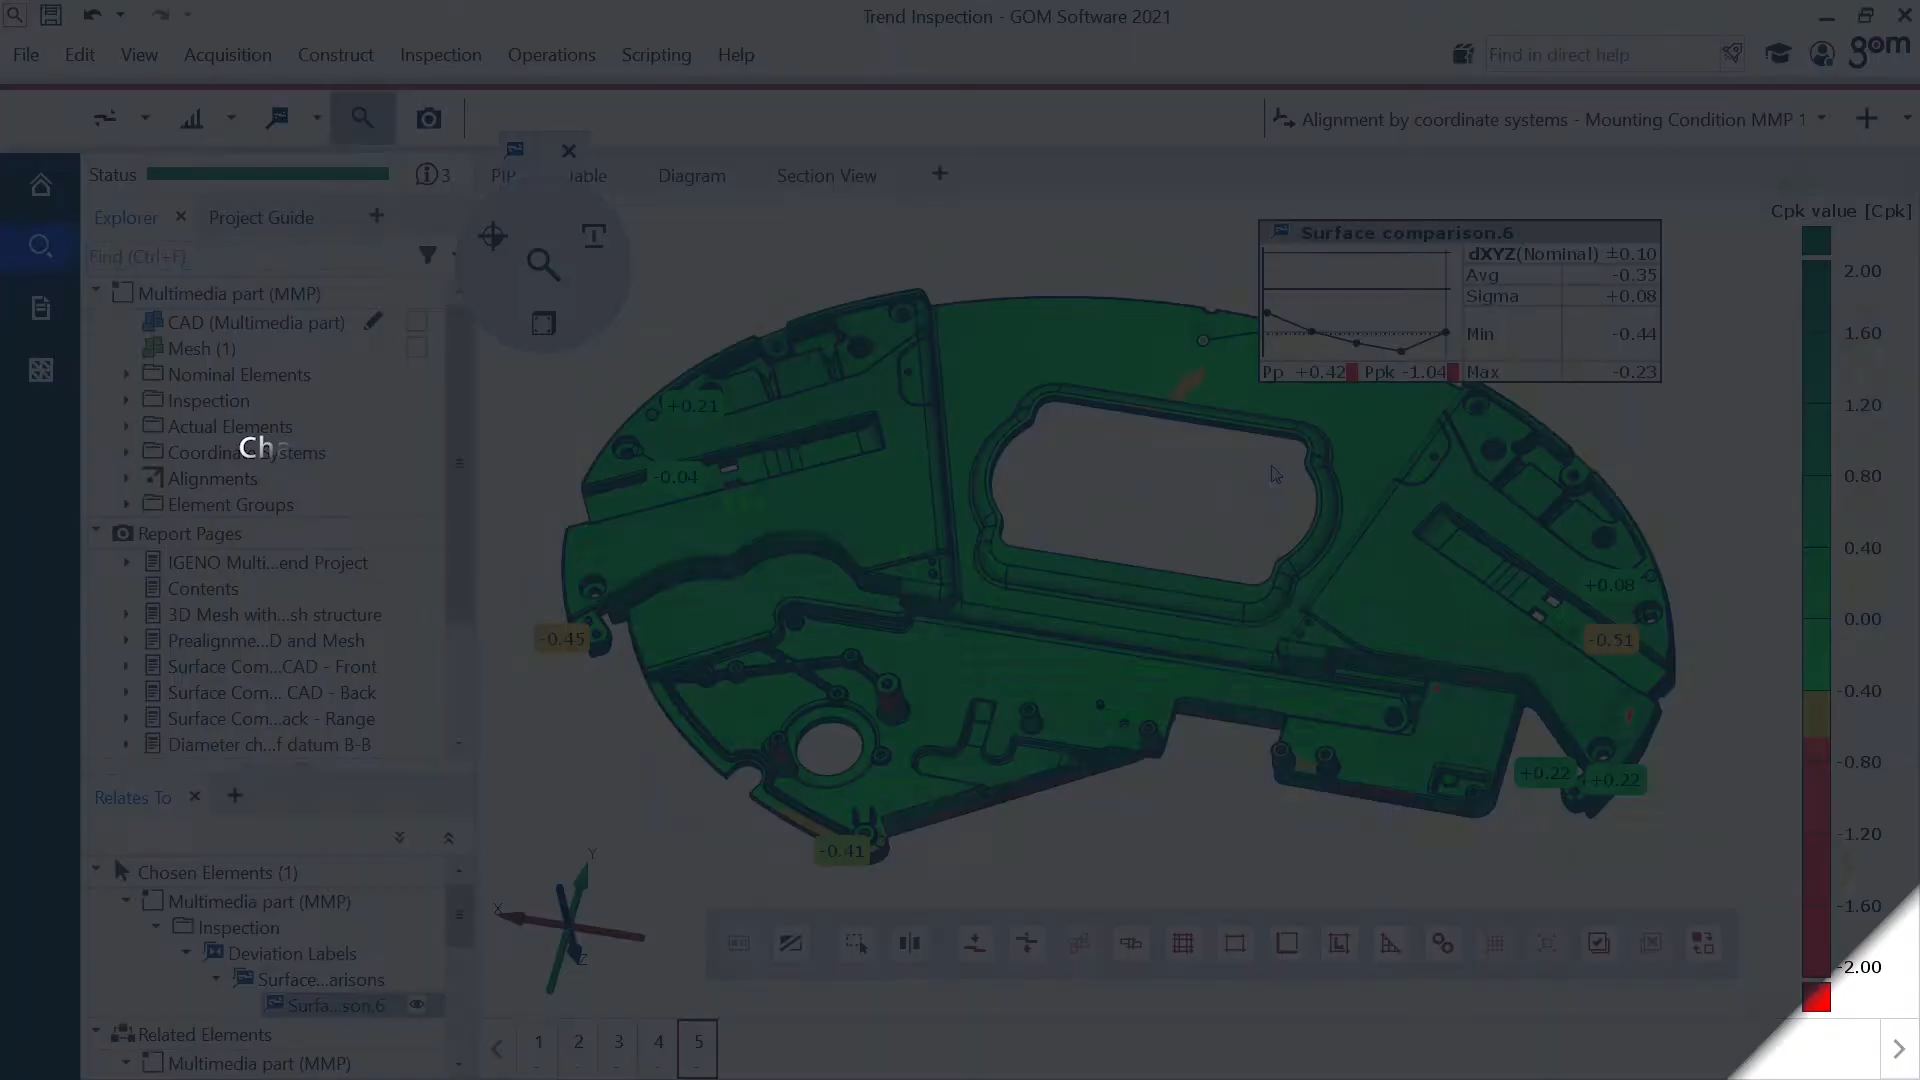 Trend Inspection - GOM Software 2021
File Edit View Acquisition Construct Inspection Operations Scripting Help
Find in direct help
gom
Alignment by coordinate systems - Mounting Condition MMP 1
Status 3
Table Diagram Section View
Explorer Project Guide
Find (Ctrl+F)
Multimedia part (MMP)
CAD (Multimedia part)
Mesh (1)
Nominal Elements
Inspection
Actual Elements
Alignments
Element Groups
Report Pages
IGENO Multi...end Project
Contents
3D Mesh with...sh structure
Prealignme...D and Mesh
Surface Com...CAD - Front
Surface Com... CAD - Back
Surface Com...ack - Range
Diameter ch...f datum B-B
Relates To
Chosen Elements (1)
Multimedia part (MMP)
Inspection
Deviation Labels
Surface...arisons
Surfa...son.6
Related Elements
Multimedia part (MMP)
Surface comparison.6
dXYZ(Nominal) ±0.10
Avg -0.35
Sigma +0.08
Min -0.44
Pp +0.42 Ppk -1.04 Max -0.23
+0.21
-0.04
-0.45
-0.41
+0.08
-0.51
+0.22
+0.22
Y
X
Z
Cpk value [Cpk]
2.00
1.60
1.20
0.80
0.40
0.00
-0.40
-0.80
-1.20
-1.60
-2.00
1 2 3 4 5